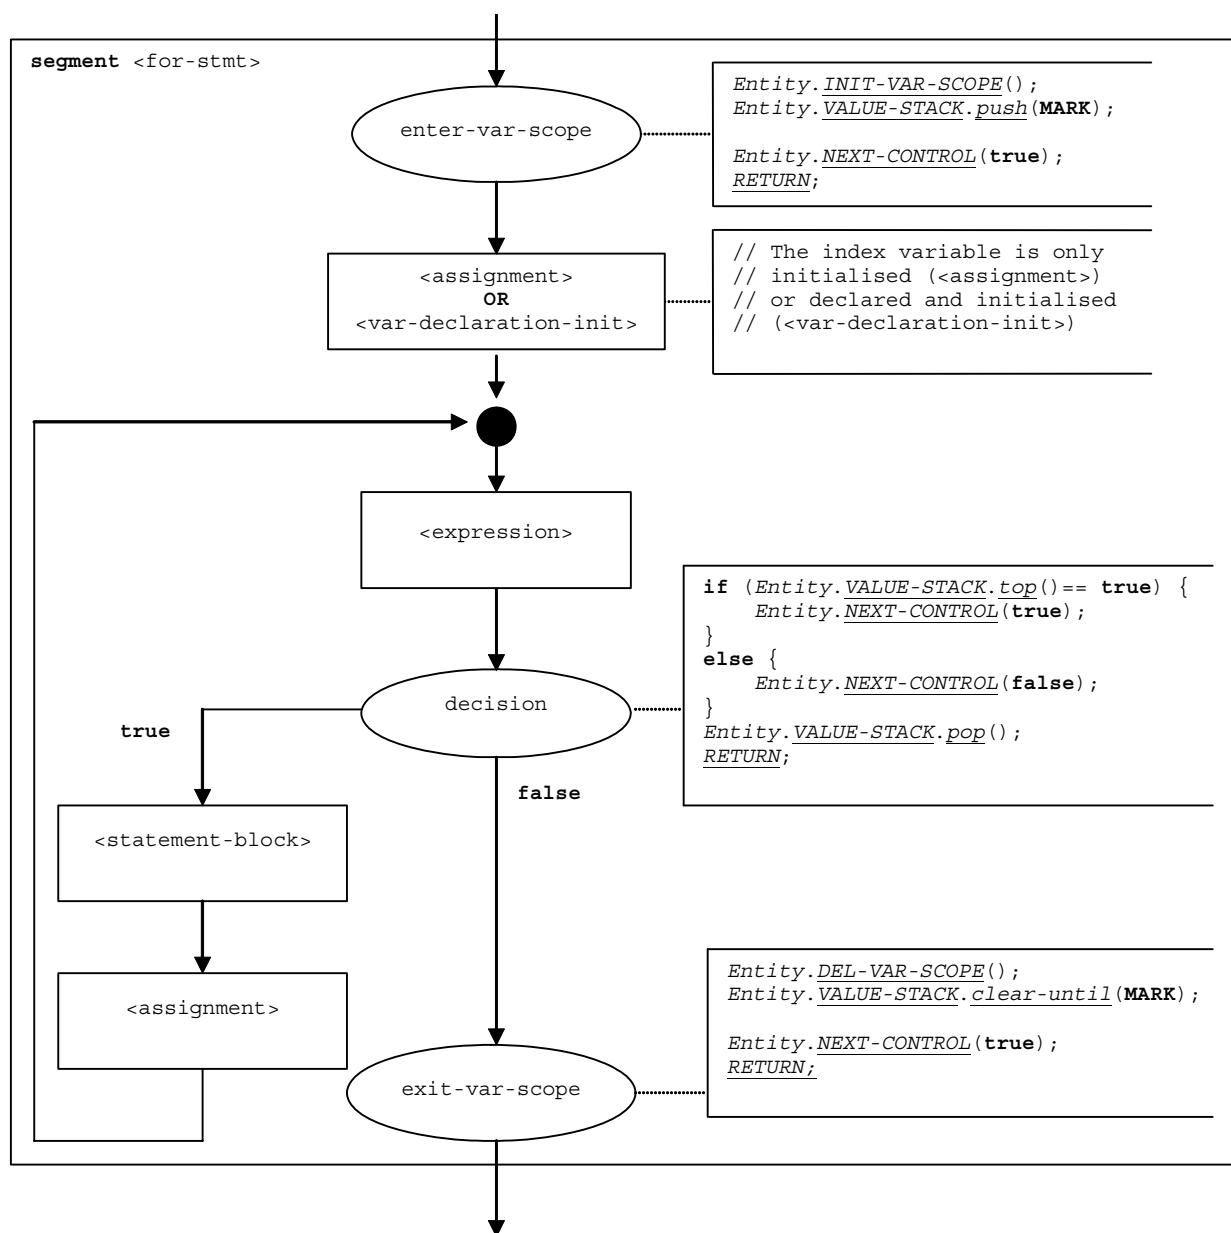 segment <for-stmt>
enter-var-scope
Entity.INIT-VAR-SCOPE();
Entity.VALUE-STACK.push(MARK);
Entity.NEXT-CONTROL(true);
RETURN;
<assignment>
OR
<var-declaration-init>
// The index variable is only
// initialised (<assignment>)
// or declared and initialised
// (<var-declaration-init>)
<expression>
decision
if (Entity.VALUE-STACK.top()== true) {
    Entity.NEXT-CONTROL(true);
}
else {
    Entity.NEXT-CONTROL(false);
}
Entity.VALUE-STACK.pop();
RETURN;
true
false
<statement-block>
<assignment>
exit-var-scope
Entity.DEL-VAR-SCOPE();
Entity.VALUE-STACK.clear-until(MARK);
Entity.NEXT-CONTROL(true);
RETURN;